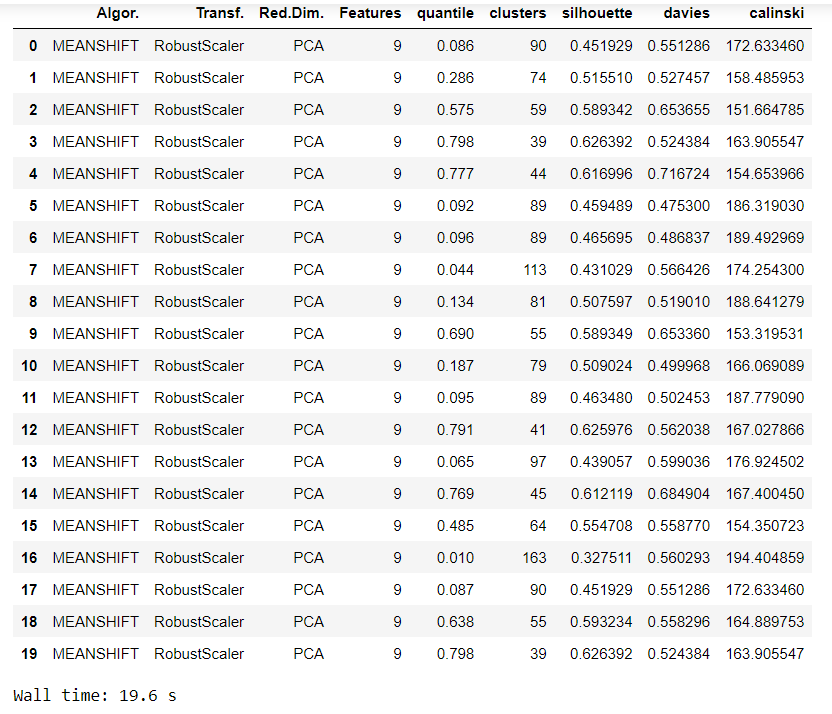 Algor. Transf. Red.Dim. Features quantile clusters silhouette davies calinski
0 MEANSHIFT RobustScaler PCA 9 0.086 90 0.451929 0.551286 172.633460
1 MEANSHIFT RobustScaler PCA 9 0.286 74 0.515510 0.527457 158.485953
2 MEANSHIFT RobustScaler PCA 9 0.575 59 0.589342 0.653655 151.664785
3 MEANSHIFT RobustScaler PCA 9 0.798 39 0.626392 0.524384 163.905547
4 MEANSHIFT RobustScaler PCA 9 0.777 44 0.616996 0.716724 154.653966
5 MEANSHIFT RobustScaler PCA 9 0.092 89 0.459489 0.475300 186.319030
6 MEANSHIFT RobustScaler PCA 9 0.096 89 0.465695 0.486837 189.492969
7 MEANSHIFT RobustScaler PCA 9 0.044 113 0.431029 0.566426 174.254300
8 MEANSHIFT RobustScaler PCA 9 0.134 81 0.507597 0.519010 188.641279
9 MEANSHIFT RobustScaler PCA 9 0.690 55 0.589349 0.653360 153.319531
10 MEANSHIFT RobustScaler PCA 9 0.187 79 0.509024 0.499968 166.069089
11 MEANSHIFT RobustScaler PCA 9 0.095 89 0.463480 0.502453 187.779090
12 MEANSHIFT RobustScaler PCA 9 0.791 41 0.625976 0.562038 167.027866
13 MEANSHIFT RobustScaler PCA 9 0.065 97 0.439057 0.599036 176.924502
14 MEANSHIFT RobustScaler PCA 9 0.769 45 0.612119 0.684904 167.400450
15 MEANSHIFT RobustScaler PCA 9 0.485 64 0.554708 0.558770 154.350723
16 MEANSHIFT RobustScaler PCA 9 0.010 163 0.327511 0.560293 194.404859
17 MEANSHIFT RobustScaler PCA 9 0.087 90 0.451929 0.551286 172.633460
18 MEANSHIFT RobustScaler PCA 9 0.638 55 0.593234 0.558296 164.889753
19 MEANSHIFT RobustScaler PCA 9 0.798 39 0.626392 0.524384 163.905547
Wall time: 19.6 s